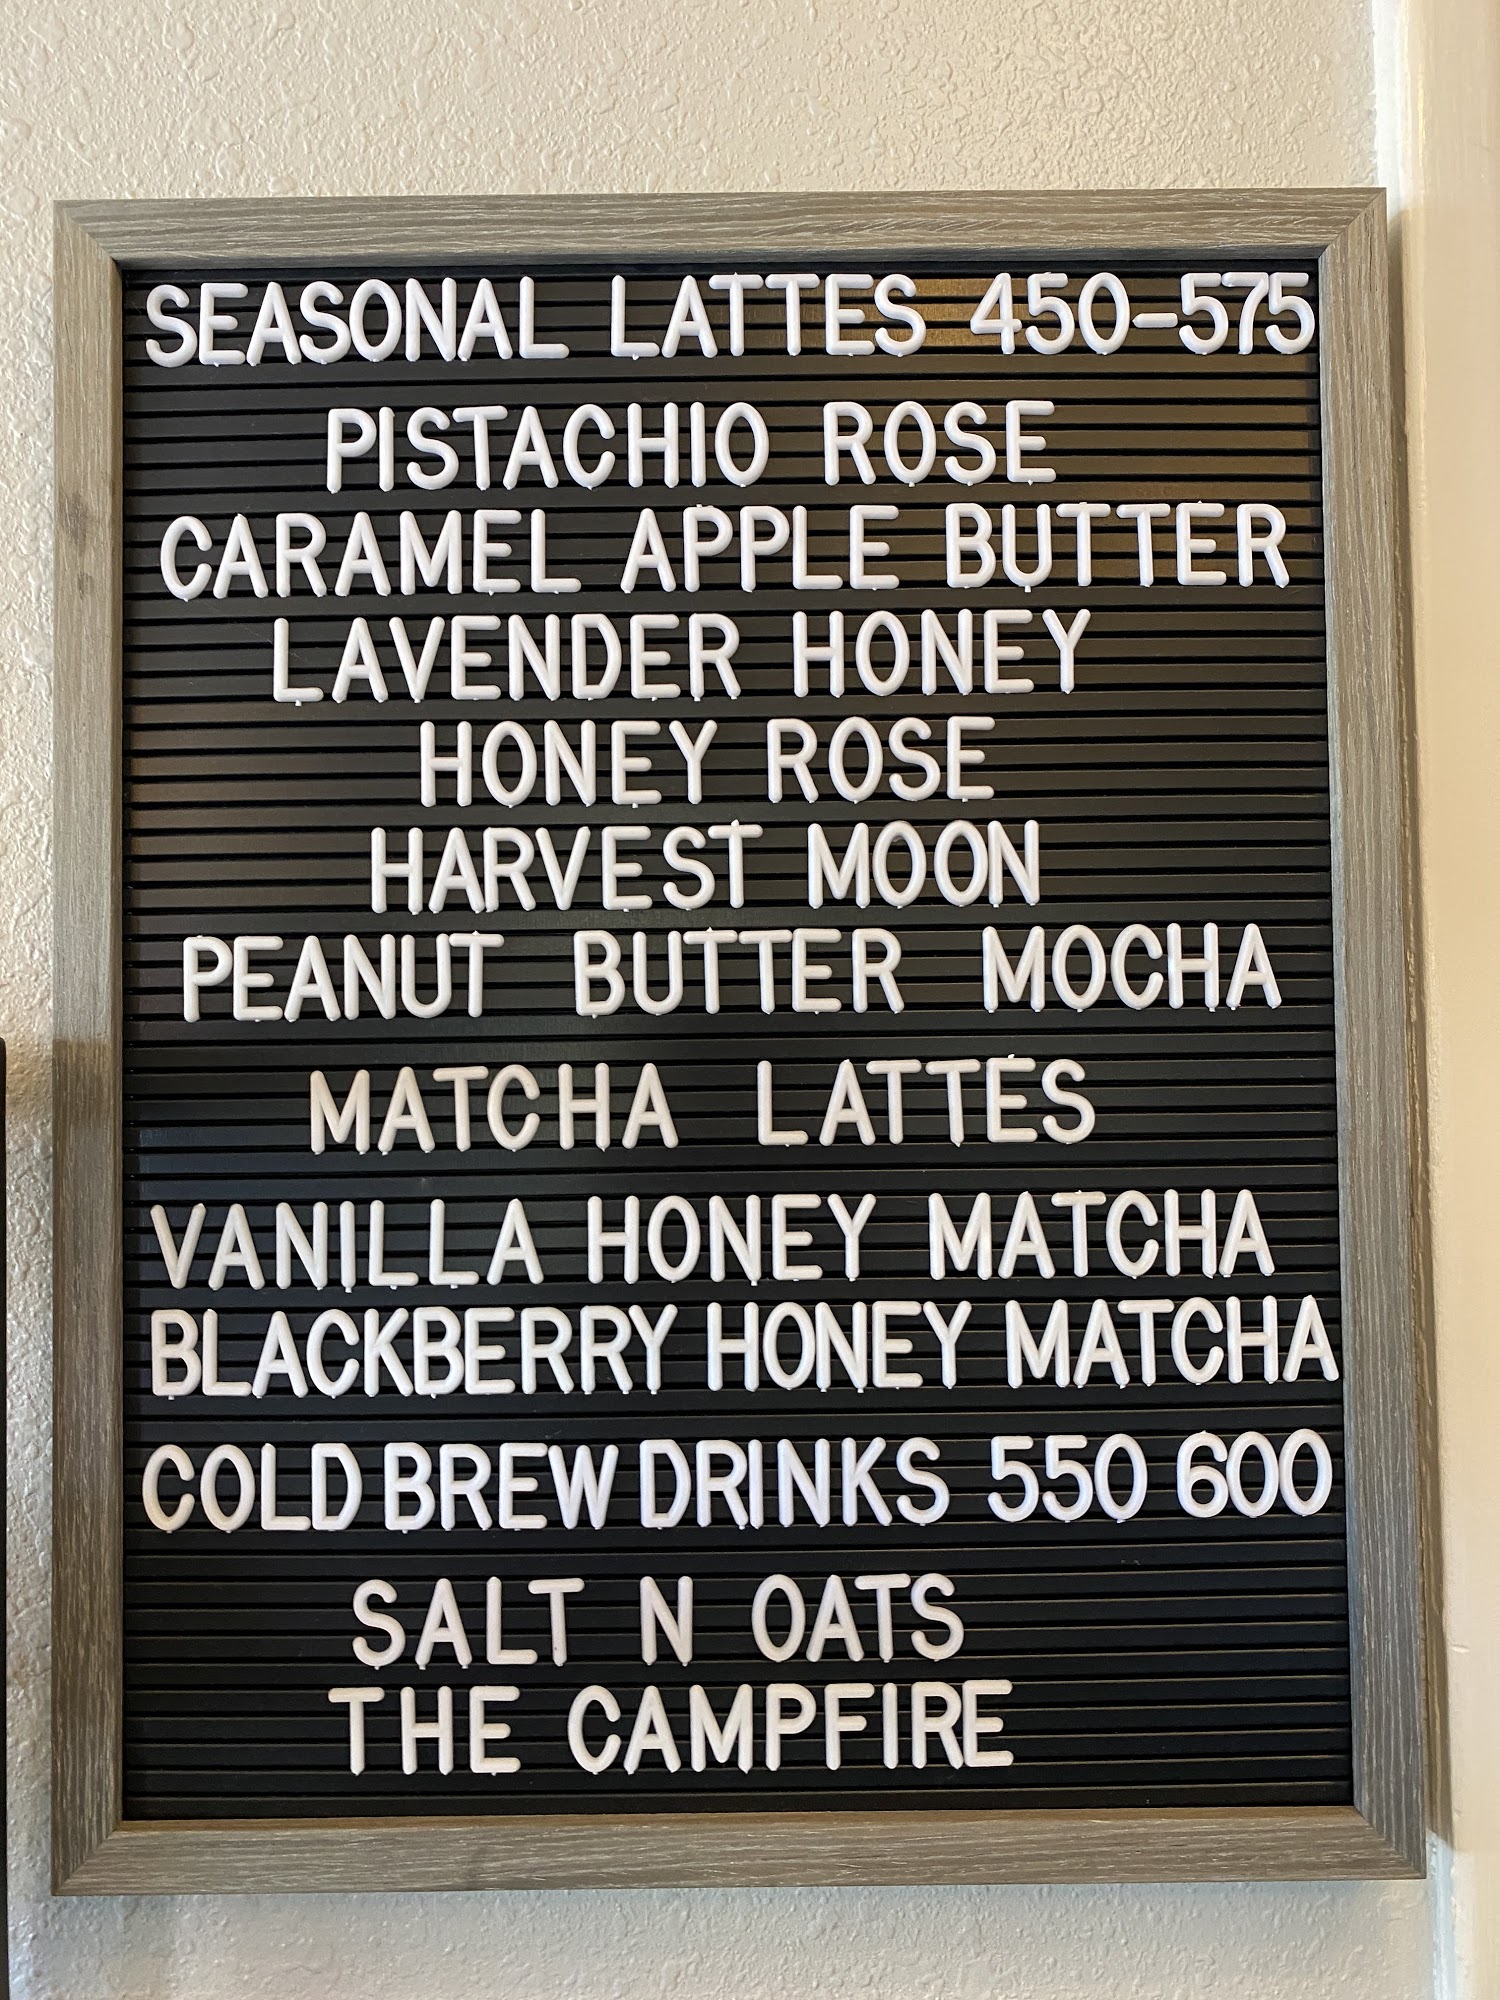 SEASONAL LATTES 450-575
PISTACHIO ROSE
CARAMEL APPLE BUTTER
LAVENDER HONEY
HONEY ROSE
HARVEST MOON
PEANUT BUTTER MOCHA
MATCHA LATTES
VANILLA HONEY MATCHA
BLACKBERRY HONEY MATCHA
COLD BREW DRINKS 550 600
SALT N OATS
THE CAMPFIRE